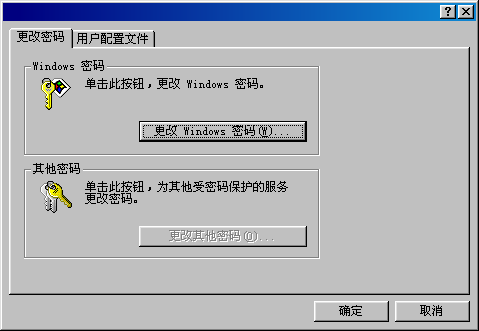 更改密码
用户配置文件
Windows 密码
单击此按钮，更改 Windows 密码。
更改 Windows 密码(W)...
其他密码
单击此按钮，为其他受密码保护的服务
更改密码。
更改其他密码(O)...
确定
取消